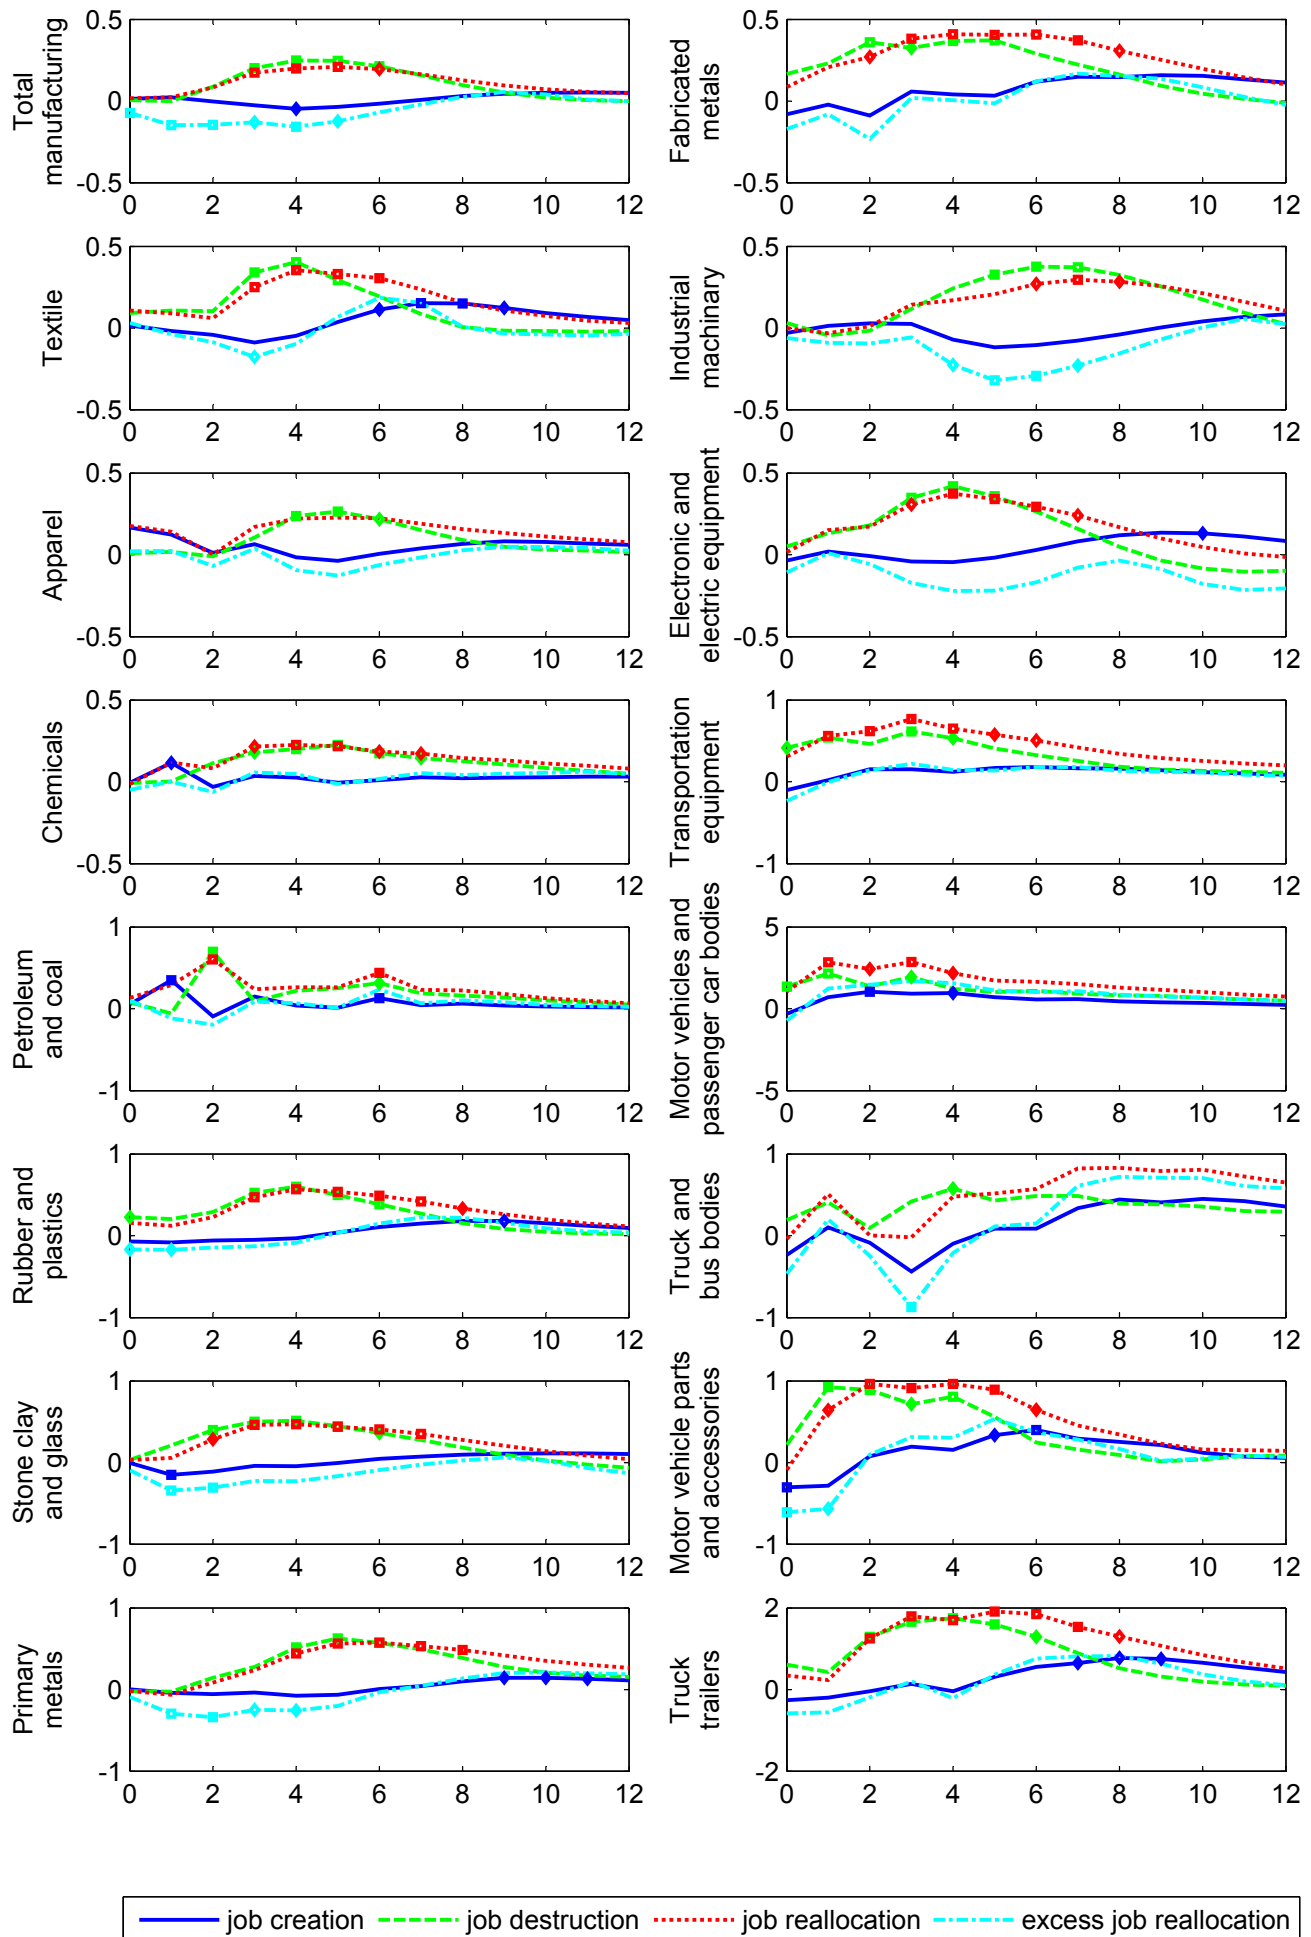 Total
manufacturing
0.5
0
-0.5
0 2 4 6 8 10 12
Fabricated
metals
0.5
0
-0.5
0 2 4 6 8 10 12
Textile
0.5
0
-0.5
0 2 4 6 8 10 12
Industrial
machinary
0.5
0
-0.5
0 2 4 6 8 10 12
Apparel
0.5
0
-0.5
0 2 4 6 8 10 12
Electronic and
electric equipment
0.5
0
-0.5
0 2 4 6 8 10 12
Chemicals
0.5
0
-0.5
0 2 4 6 8 10 12
Transportation
equipment
1
0
-1
0 2 4 6 8 10 12
Petroleum
and coal
1
0
-1
0 2 4 6 8 10 12
Motor vehicles and
passenger car bodies
5
0
-5
0 2 4 6 8 10 12
Rubber and
plastics
1
0
-1
0 2 4 6 8 10 12
Truck and
bus bodies
1
0
-1
0 2 4 6 8 10 12
Stone clay
and glass
1
0
-1
0 2 4 6 8 10 12
Motor vehicle parts
and accessories
1
0
-1
0 2 4 6 8 10 12
Primary
metals
1
0
-1
0 2 4 6 8 10 12
Truck
trailers
2
0
-2
0 2 4 6 8 10 12
job creation job destruction job reallocation excess job reallocation